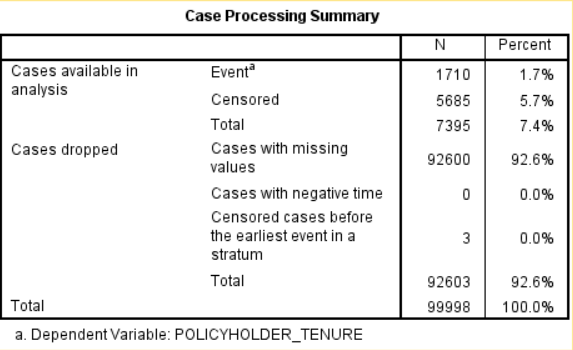 Case Processing Summary
N Percent
Cases available in analysis Event^a 1710 1.7%
Censored 5685 5.7%
Total 7395 7.4%
Cases dropped Cases with missing values 92600 92.6%
Cases with negative time 0 0.0%
Censored cases before the earliest event in a stratum 3 0.0%
Total 92603 92.6%
Total 99998 100.0%
a. Dependent Variable: POLICYHOLDER_TENURE